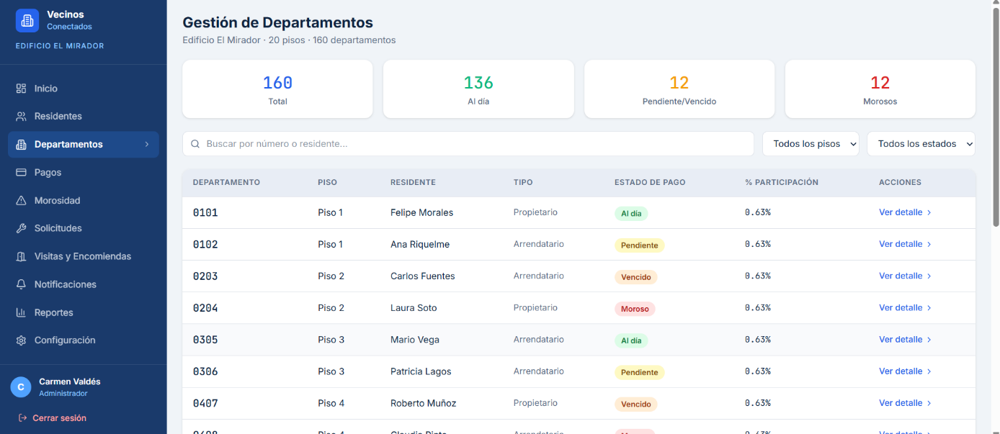 Vecinos
Conectados
EDIFICIO EL MIRADOR
Inicio
Residentes
Departamentos
Pagos
Morosidad
Solicitudes
Visitas y Encomiendas
Notificaciones
Reportes
Configuración
C
Carmen Valdés
Administrador
Cerrar sesión
Gestión de Departamentos
Edificio El Mirador · 20 pisos · 160 departamentos
160 136 12 12
Total Al día Pendiente/Vencido Morosos
Buscar por número o residente... Todos los pisos Todos los estados
DEPARTAMENTO PISO RESIDENTE TIPO ESTADO DE PAGO % PARTICIPACIÓN ACCIONES
0101 Piso 1 Felipe Morales Propietario Al día 0.63% Ver detalle
0102 Piso 1 Ana Riquelme Arrendatario Pendiente 0.63% Ver detalle
0203 Piso 2 Carlos Fuentes Arrendatario Vencido 0.63% Ver detalle
0204 Piso 2 Laura Soto Propietario Moroso 0.63% Ver detalle
0305 Piso 3 Mario Vega Arrendatario Al día 0.63% Ver detalle
0306 Piso 3 Patricia Lagos Arrendatario Pendiente 0.63% Ver detalle
0407 Piso 4 Roberto Muñoz Propietario Vencido 0.63% Ver detalle
Piso 4 Arrendatario 0.63% Ver detalle